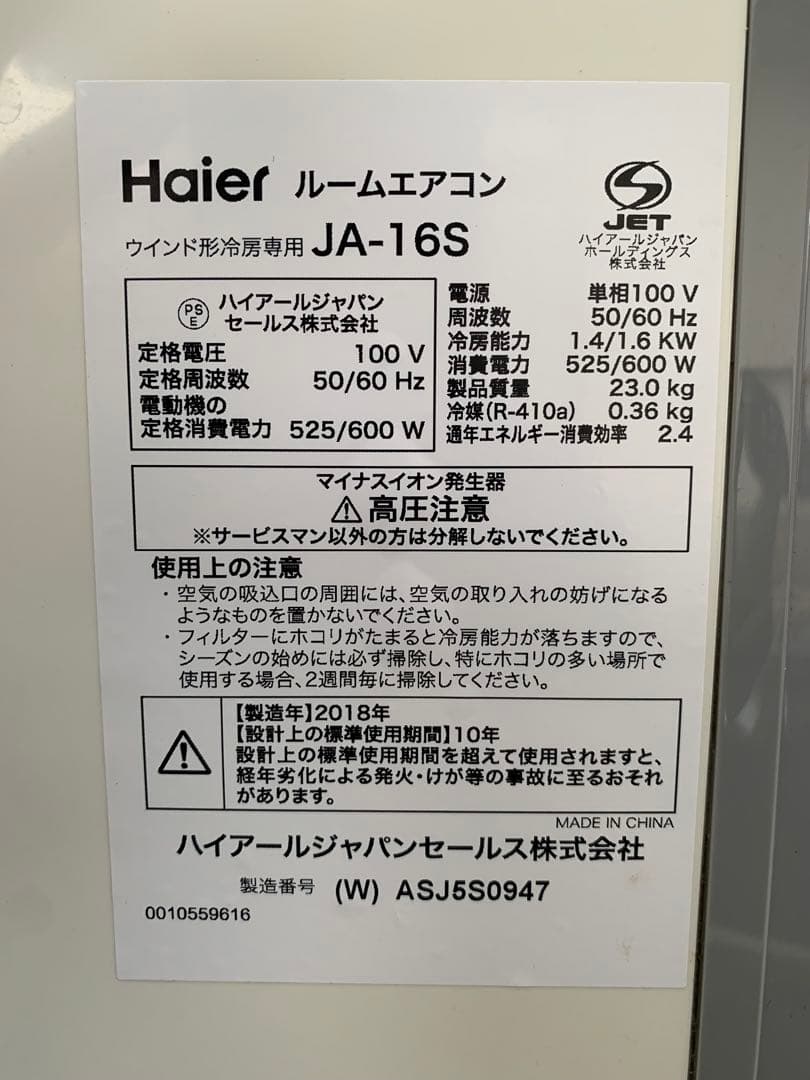 Haier ルームエアコン
ウインド形冷房専用 JA-16S
JET
ハイアールジャパン
ホールディングス
株式会社
PS
E
ハイアールジャパン
セールス株式会社
定格電圧 100 V
定格周波数 50/60 Hz
電動機の
定格消費電力 525/600 W
電源 単相100 V
周波数 50/60 Hz
冷房能力 1.4/1.6 KW
消費電力 525/600 W
製品質量 23.0 kg
冷媒(R-410a) 0.36 kg
通年エネルギー消費効率 2.4
マイナスイオン発生器
⚠高圧注意
※サービスマン以外の方は分解しないでください。
使用上の注意
・空気の吸込口の周囲には、空気の取り入れの妨げになる
ようなものを置かないでください。
・フィルターにホコリがたまると冷房能力が落ちますので、
シーズンの始めには必ず掃除し、特にホコリの多い場所で
使用する場合、2週間毎に掃除してください。
【製造年】2018年
【設計上の標準使用期間】10年
設計上の標準使用期間を超えて使用されますと、
経年劣化による発火・けが等の事故に至るおそれ
があります。
MADE IN CHINA
ハイアールジャパンセールス株式会社
製造番号 (W) ASJ5S0947
0010559616